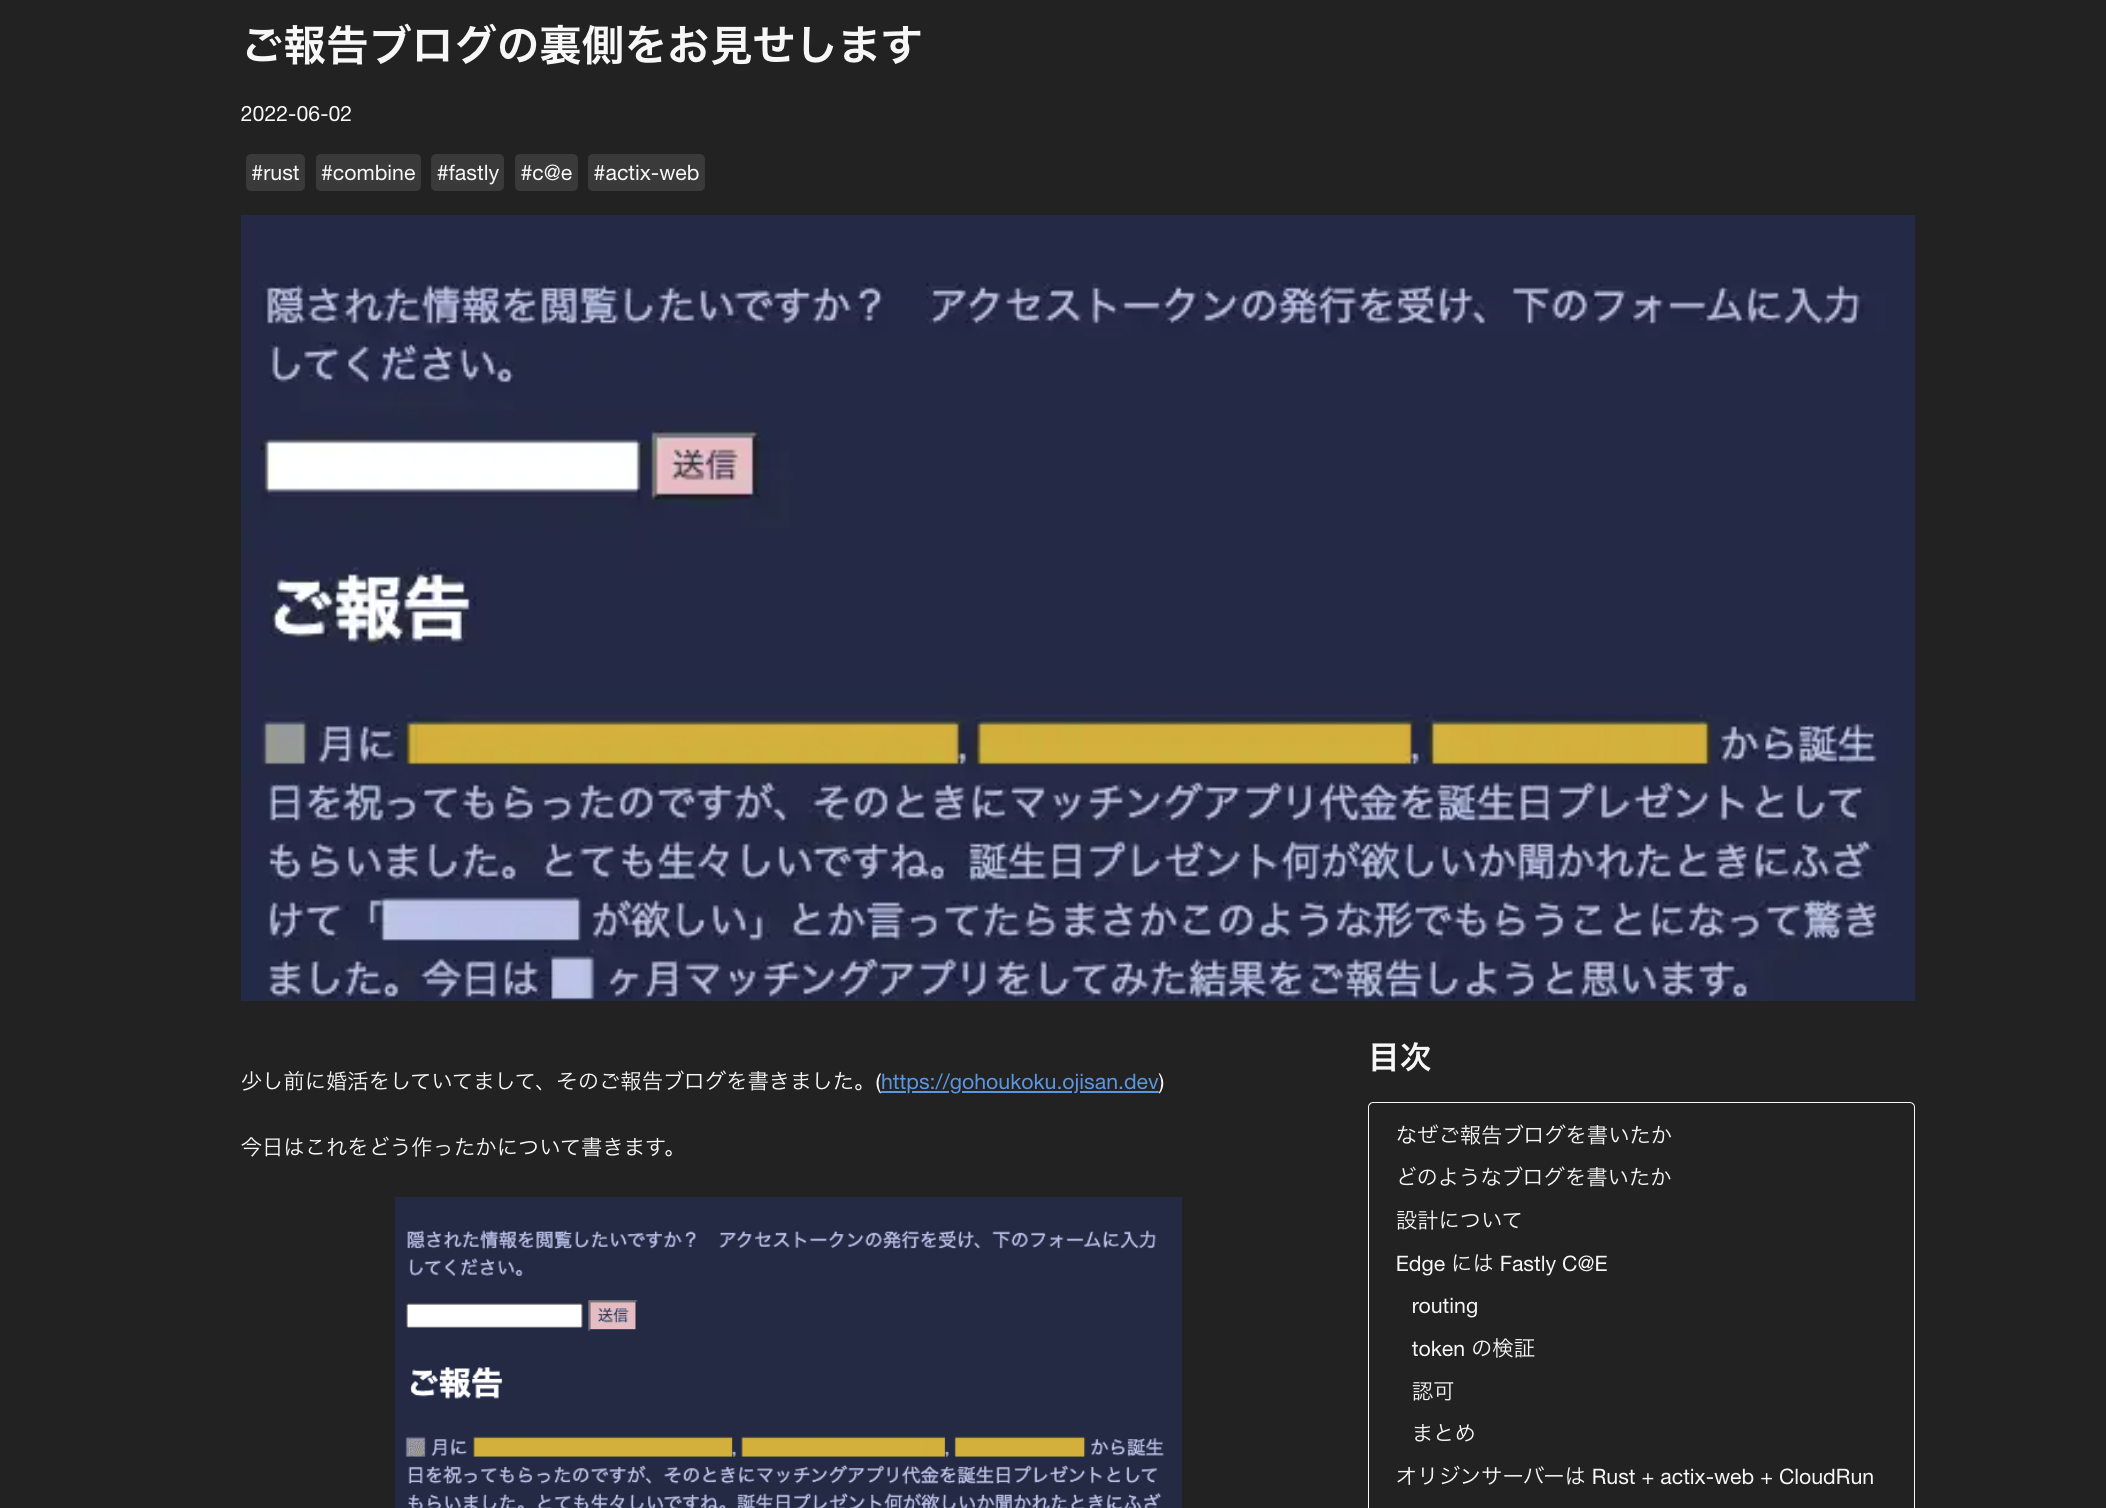 ご報告ブログの裏側をお見せします
2022-06-02
#rust #combine #fastly #c@e #actix-web
隠された情報を閲覧したいですか？　アクセストークンの発行を受け、下のフォームに入力
してください。
送信
ご報告
月に , , から誕生
日を祝ってもらったのですが、そのときにマッチングアプリ代金を誕生日プレゼントとして
もらいました。とても生々しいですね。誕生日プレゼント何が欲しいか聞かれたときにふざ
けて「 が欲しい」とか言ってたらまさかこのような形でもらうことになって驚き
ました。今日は ヶ月マッチングアプリをしてみた結果をご報告しようと思います。
少し前に婚活をしていてまして、そのご報告ブログを書きました。(https://gohoukoku.ojisan.dev)
今日はこれをどう作ったかについて書きます。
隠された情報を閲覧したいですか？　アクセストークンの発行を受け、下のフォームに入力
してください。
送信
ご報告
月に , , から誕生
日を祝ってもらったのですが、そのときにマッチングアプリ代金を誕生日プレゼントとして
もらいました。とても生々しいですね。誕生日プレゼント何が欲しいか聞かれたときにふざ
目次
なぜご報告ブログを書いたか
どのようなブログを書いたか
設計について
Edge には Fastly C@E
routing
token の検証
認可
まとめ
オリジンサーバーは Rust + actix-web + CloudRun